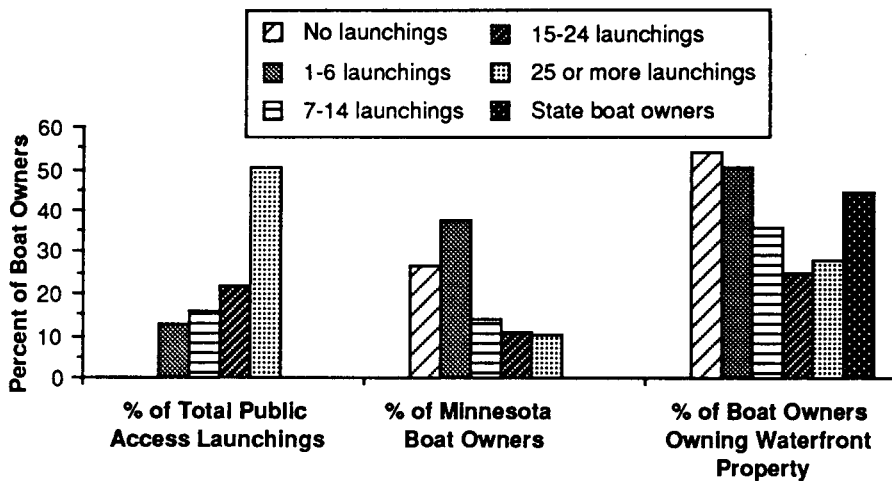 No launchings
15-24 launchings
1-6 launchings
25 or more launchings
7-14 launchings
State boat owners
Percent of Boat Owners
60
50
40
30
20
10
0
% of Total Public
Access Launchings
% of Minnesota
Boat Owners
% of Boat Owners
Owning Waterfront
Property